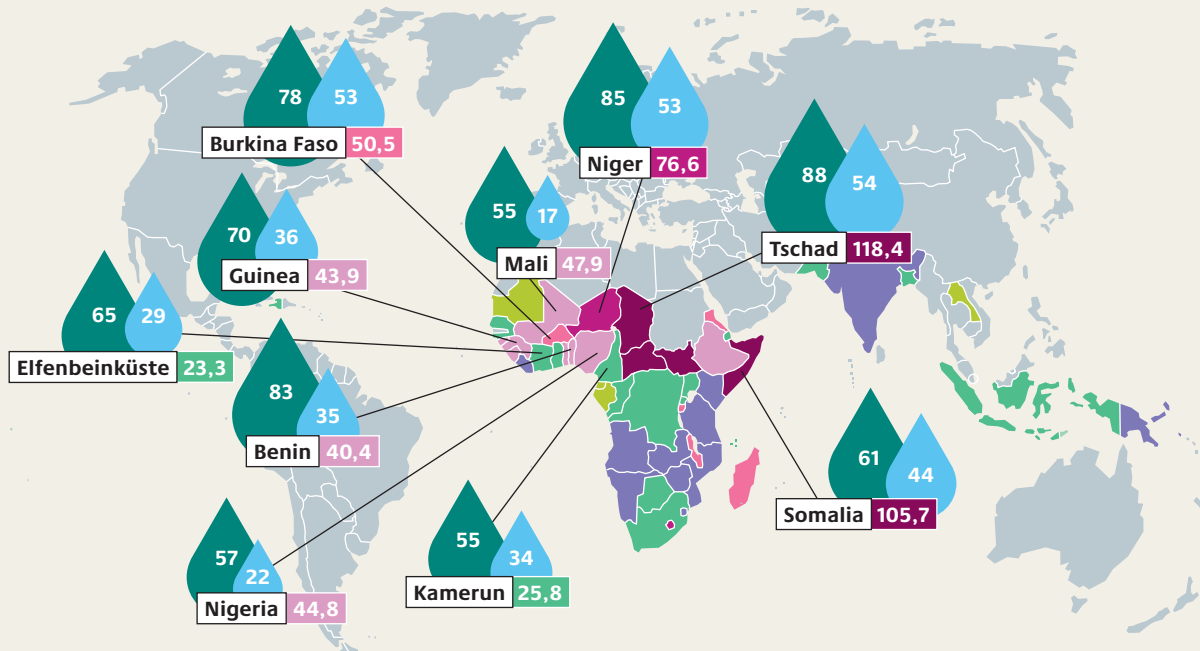 78 53
Burkina Faso 50,5
85 53
Niger 76,6
88 54
Tschad 118,4
55 17
Mali 47,9
70 36
Guinea 43,9
65 29
Elfenbeinküste 23,3
83 35
Benin 40,4
61 44
Somalia 105,7
57 22
Nigeria 44,8
55 34
Kamerun 25,8